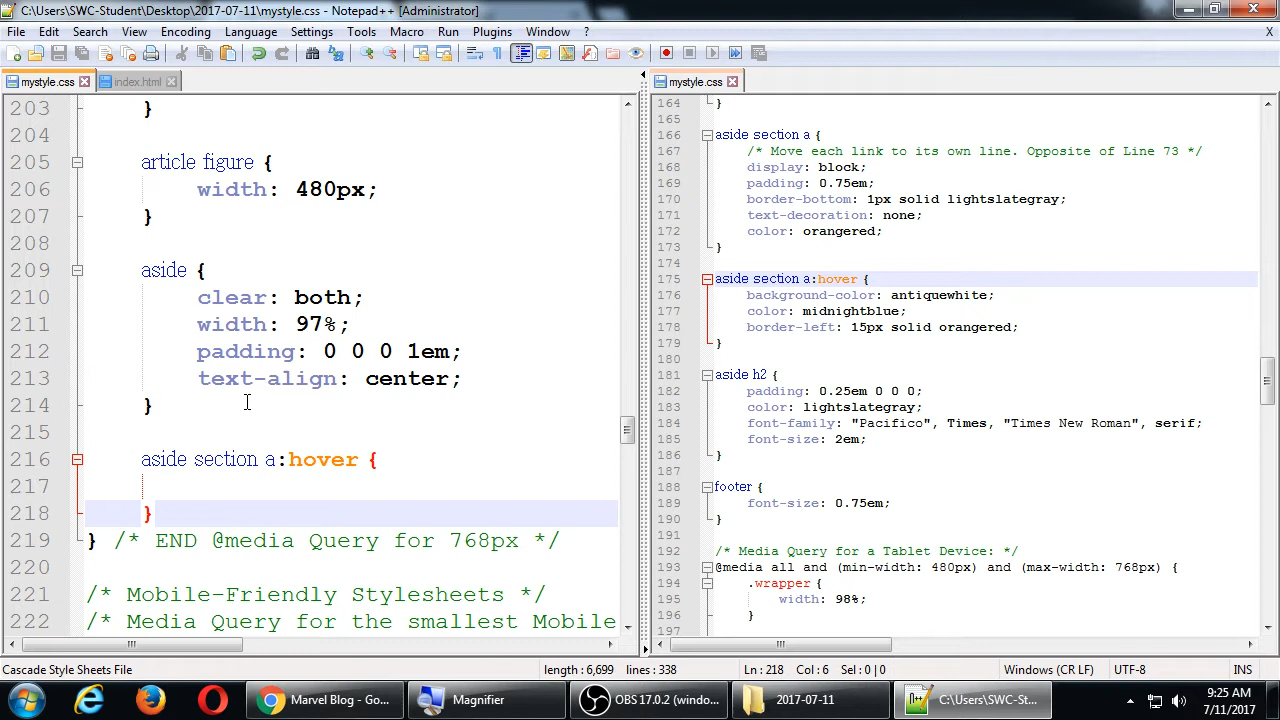 C:\Users\SWC-Student\Desktop\2017-07-11\mystyle.css - Notepad++ [Administrator]
File Edit Search View Encoding Language Settings Tools Macro Run Plugins Window ? X
mystyle.css index.html
203 }
204
205 article figure {
206 width: 480px;
207 }
208
209 aside {
210 clear: both;
211 width: 97%;
212 padding: 0 0 0 1em;
213 text-align: center;
214 }
215
216 aside section a:hover {
217
218 }
219 } /* END @media Query for 768px */
220
221 /* Mobile-Friendly Stylesheets */
222 /* Media Query for the smallest Mobile
mystyle.css
164 }
165
166 aside section a {
167 /* Move each link to its own line. Opposite of Line 73 */
168 display: block;
169 padding: 0.75em;
170 border-bottom: 1px solid lightslategray;
171 text-decoration: none;
172 color: orangered;
173 }
174
175 aside section a:hover {
176 background-color: antiquewhite;
177 color: midnightblue;
178 border-left: 15px solid orangered;
179 }
180
181 aside h2 {
182 padding: 0.25em 0 0 0;
183 color: lightslategray;
184 font-family: "Pacifico", Times, "Times New Roman", serif;
185 font-size: 2em;
186 }
187
188 footer {
189 font-size: 0.75em;
190 }
191
192 /* Media Query for a Tablet Device: */
193 @media all and (min-width: 480px) and (max-width: 768px) {
194 .wrapper {
195 width: 98%;
196 }
197
Cascade Style Sheets File length : 6,699 lines : 338 Ln : 218 Col : 6 Sel : 0 | 0 Windows (CR LF) UTF-8 INS
Marvel Blog - Go... Magnifier OBS 17.0.2 (windo... 2017-07-11 C:\Users\SWC-St... 9:25 AM
7/11/2017